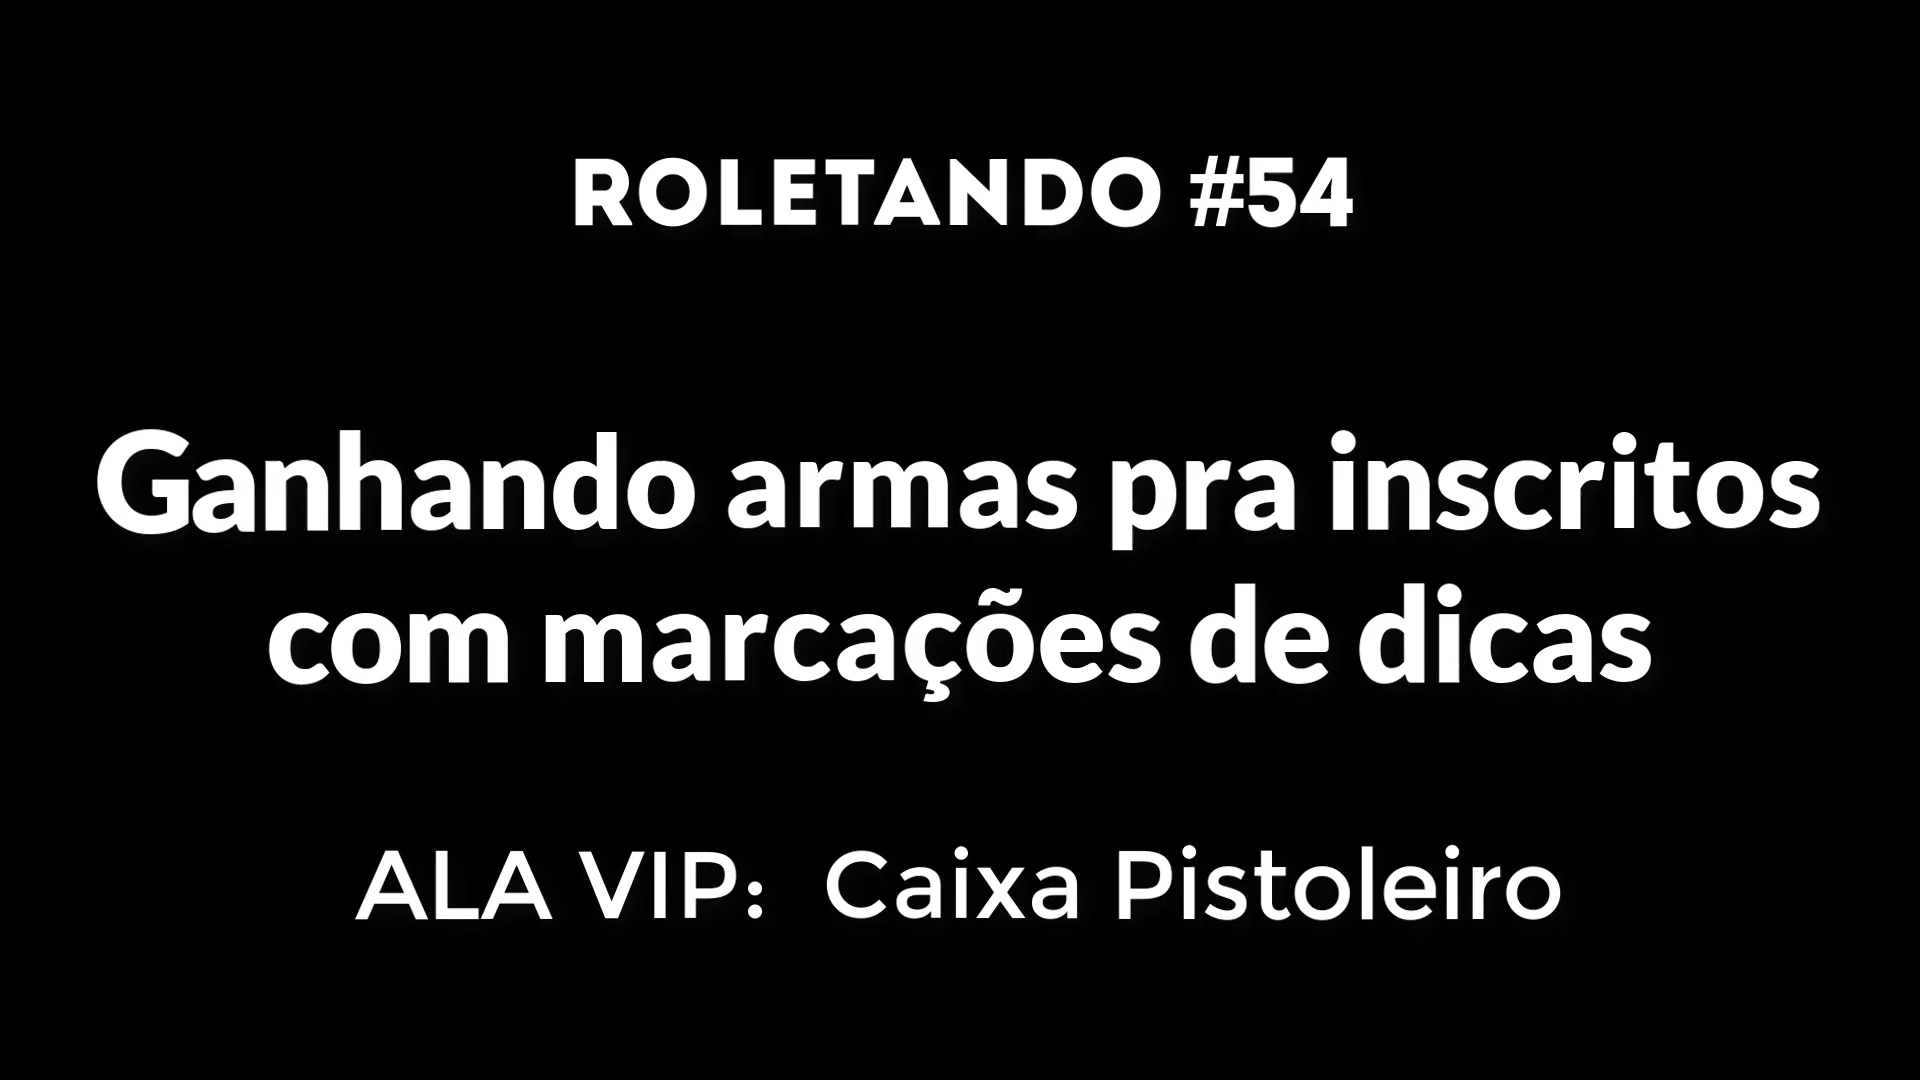 ROLETANDO #54
Ganhando armas pra inscritos
com marcações de dicas
ALA VIP: Caixa Pistoleiro